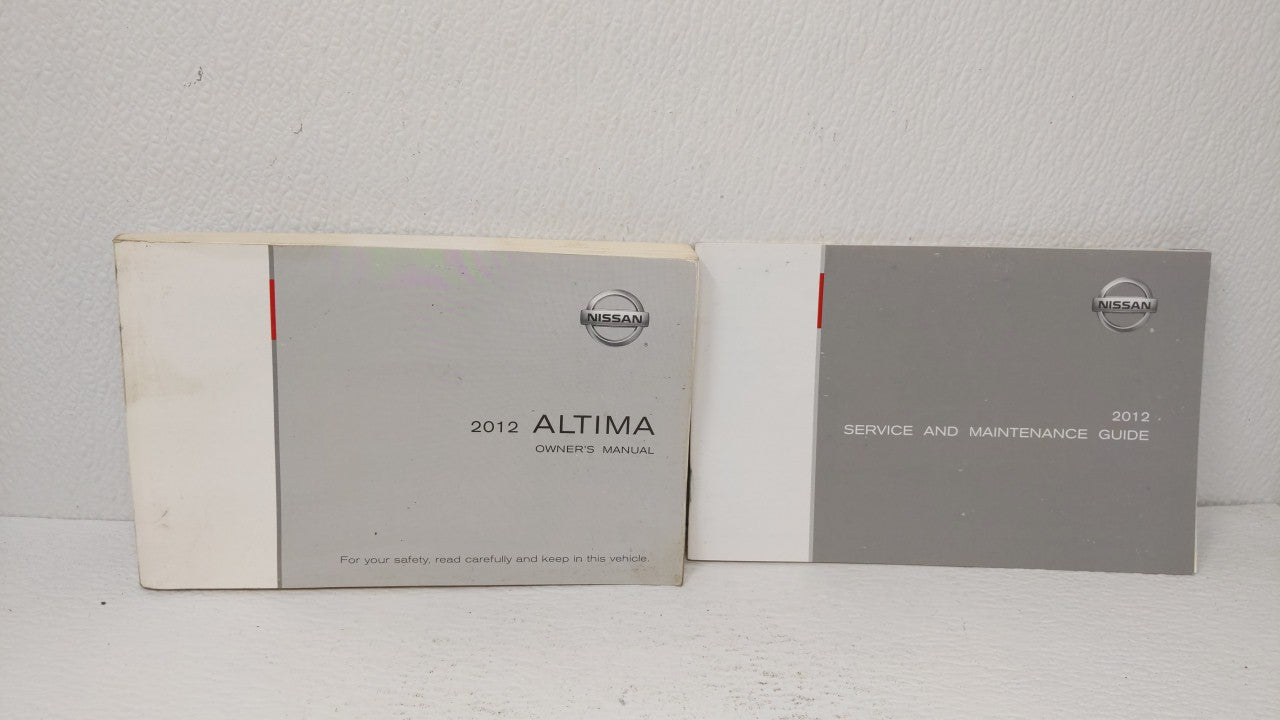 NISSAN
2012 ALTIMA
OWNER'S MANUAL
For your safety, read carefully and keep in this vehicle.
NISSAN
2012
SERVICE AND MAINTENANCE GUIDE